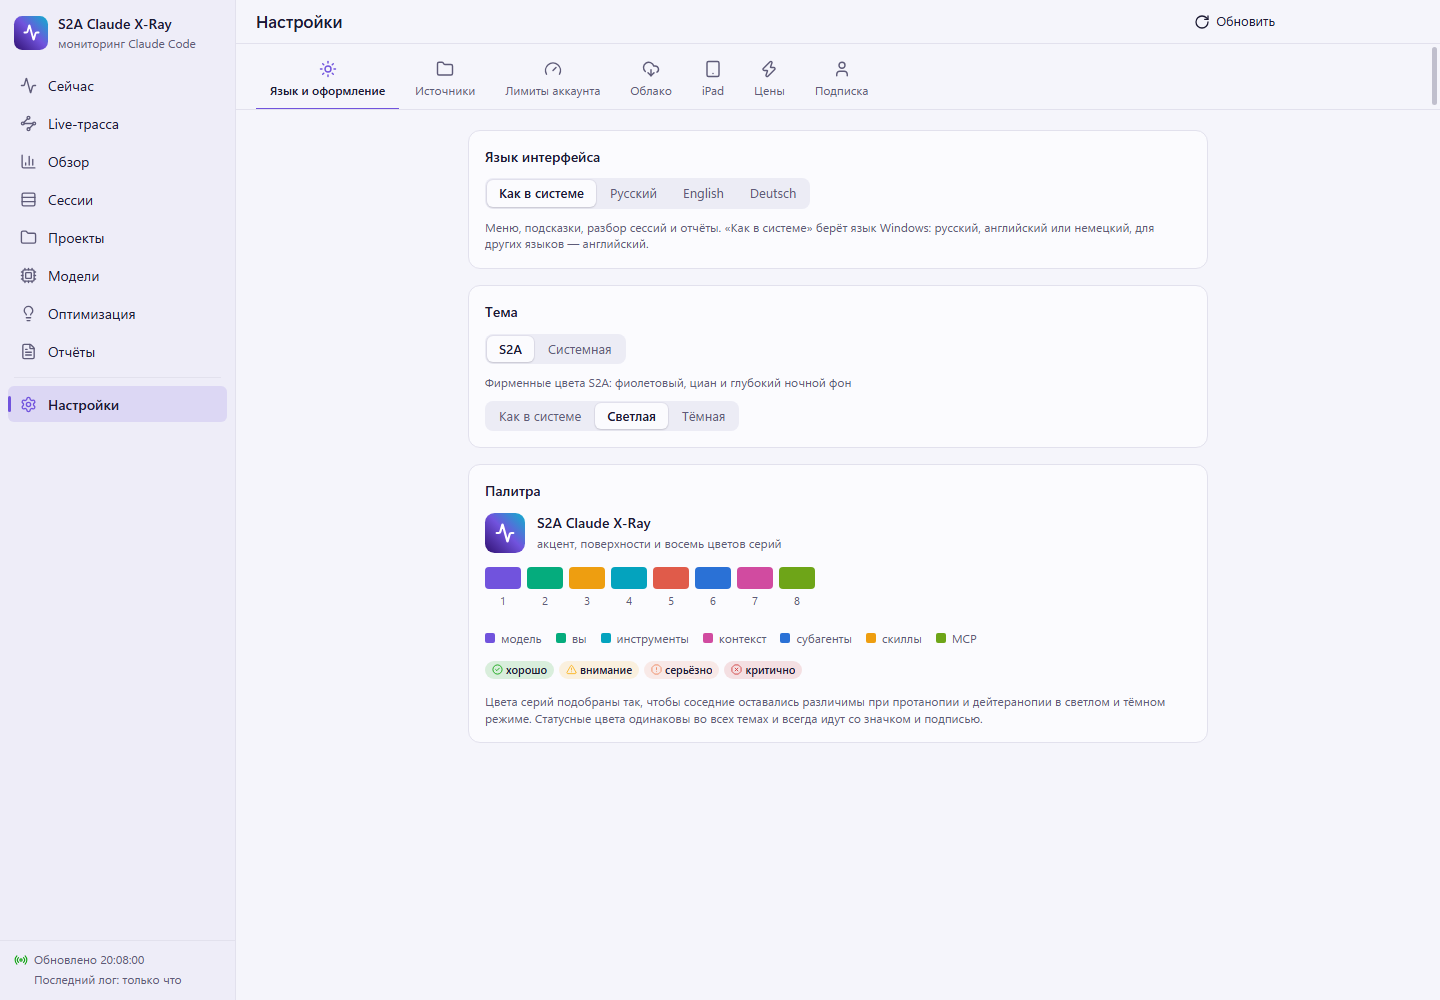 S2A Claude X-Ray
мониторинг Claude Code
Сейчас
Live-трасса
Обзор
Сессии
Проекты
Модели
Оптимизация
Отчёты
Настройки
Обновлено 20:08:00
Последний лог: только что
Настройки
Обновить
Язык и оформление
Источники
Лимиты аккаунта
Облако
iPad
Цены
Подписка
Язык интерфейса
Как в системе Русский English Deutsch
Меню, подсказки, разбор сессий и отчёты. «Как в системе» берёт язык Windows: русский, английский или немецкий, для
других языков — английский.
Тема
S2A Системная
Фирменные цвета S2A: фиолетовый, циан и глубокий ночной фон
Как в системе Светлая Тёмная
Палитра
S2A Claude X-Ray
акцент, поверхности и восемь цветов серий
1 2 3 4 5 6 7 8
модель вы инструменты контекст субагенты скиллы MCP
хорошо внимание серьёзно критично
Цвета серий подобраны так, чтобы соседние оставались различимы при протанопии и дейтеранопии в светлом и тёмном
режиме. Статусные цвета одинаковы во всех темах и всегда идут со значком и подписью.